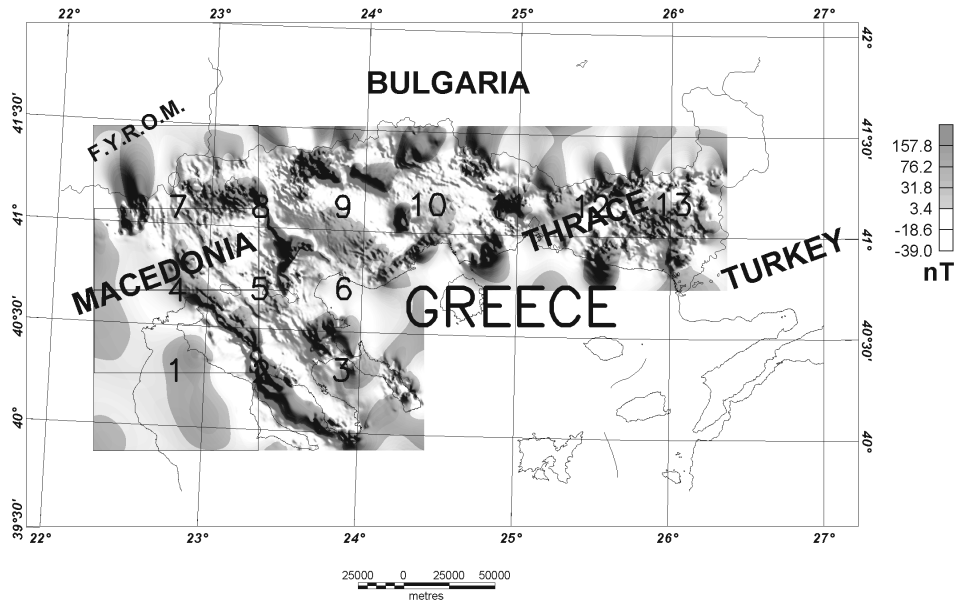 22° 23° 24° 25° 26° 27°
42°
BULGARIA
F.Y.R.O.M.
41°30' 41°30'
157.8
76.2
31.8
3.4
-18.6
-39.0
nT
7 8 9 10 12 13
41° 41°
THRACE
MACEDONIA
TURKEY
4 5 6
GREECE
40°30' 40°30'
1 3
40° 40°
39°30'
22° 23° 24° 25° 26° 27°
25000 0 25000 50000
metres